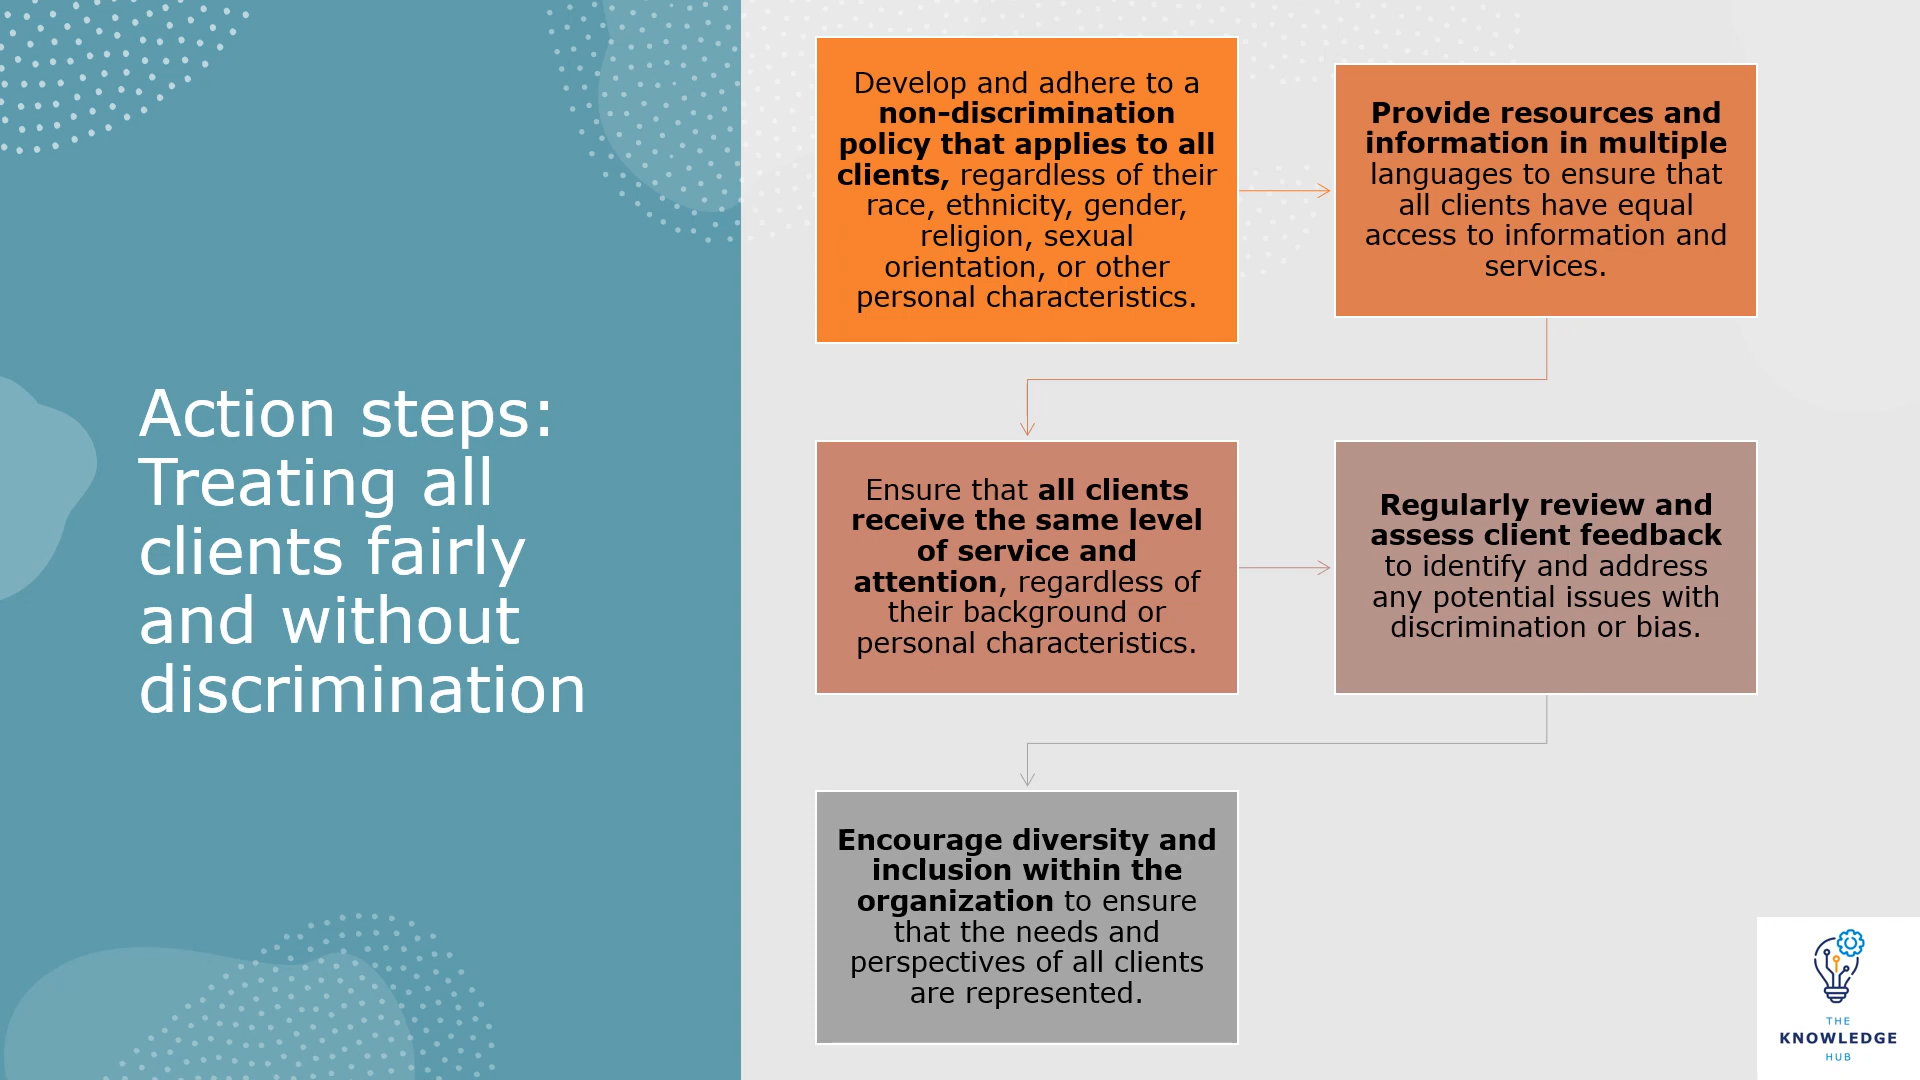 Action steps:
Treating all
clients fairly
and without
discrimination
Develop and adhere to a
non-discrimination
policy that applies to all
clients, regardless of their
race, ethnicity, gender,
religion, sexual
orientation, or other
personal characteristics.
Provide resources and
information in multiple
languages to ensure that
all clients have equal
access to information and
services.
Ensure that all clients
receive the same level
of service and
attention, regardless of
their background or
personal characteristics.
Regularly review and
assess client feedback
to identify and address
any potential issues with
discrimination or bias.
Encourage diversity and
inclusion within the
organization to ensure
that the needs and
perspectives of all clients
are represented.
THE
KNOWLEDGE
HUB